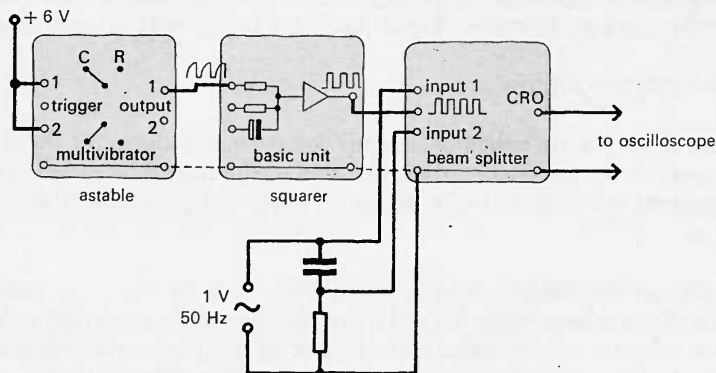 + 6 V
C R
1 1
trigger output
2 2
multivibrator
astable
basic unit
squarer
input 1
CRO
input 2
beam splitter
to oscilloscope
1 V
50 Hz